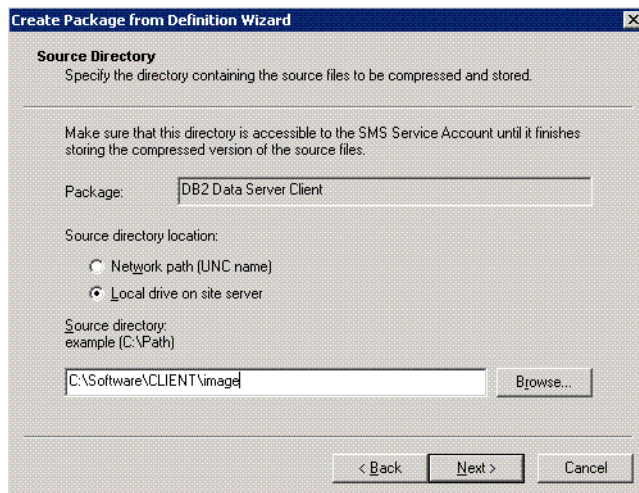 Create Package from Definition Wizard
Source Directory
Specify the directory containing the source files to be compressed and stored.
Make sure that this directory is accessible to the SMS Service Account until it finishes
storing the compressed version of the source files.
Package: DB2 Data Server Client
Source directory location:
Network path (UNC name)
Local drive on site server
Source directory:
example (C:\Path)
C:\Software\CLIENT\image
Browse...
< Back Next > Cancel